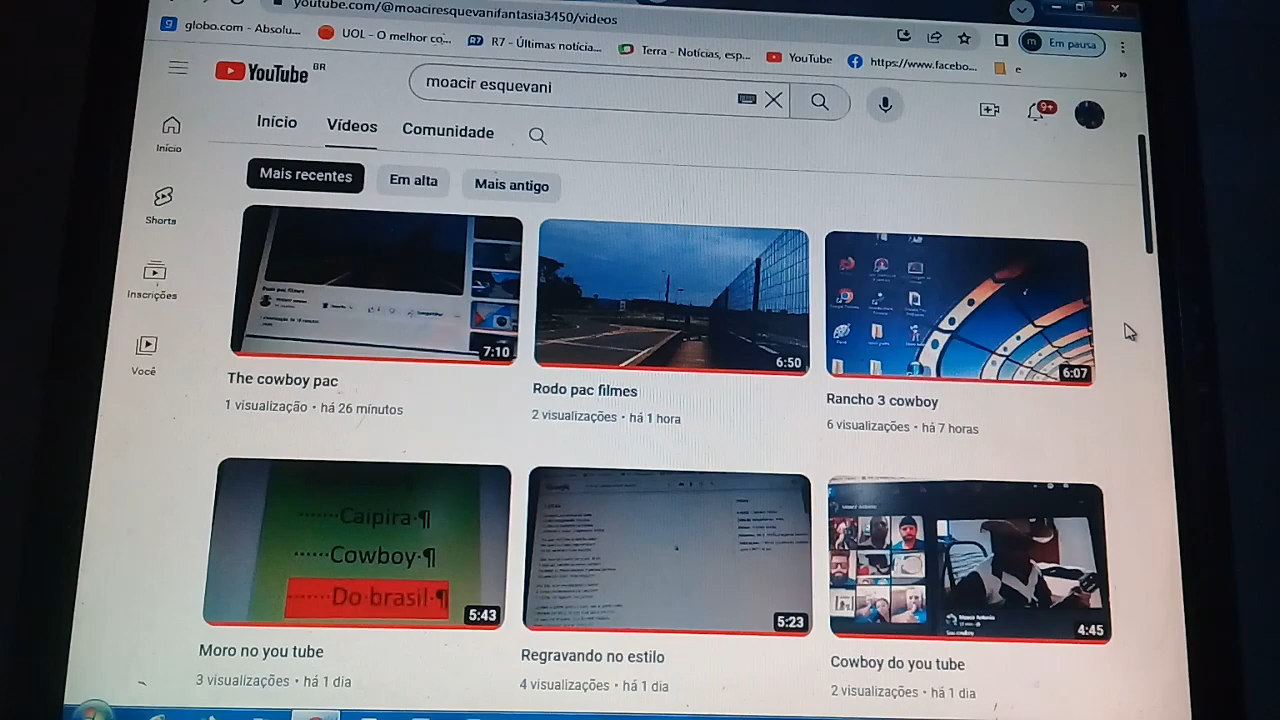 youtube.com/@moaciresquevanifantasia3450/videos
globo.com - Absolu... UOL - O melhor co... R7 - Últimas notícia... Terra - Notícias, esp... YouTube https://www.facebo... e »
m Em pausa
YouTube BR
moacir esquevani
9+
Início Vídeos Comunidade
Mais recentes Em alta Mais antigo
Início
Shorts
Inscrições
Você
7:10
6:50
6:07
The cowboy pac
1 visualização • há 26 minutos
Rodo pac filmes
2 visualizações • há 1 hora
Rancho 3 cowboy
6 visualizações • há 7 horas
·······Caipira·¶
······Cowboy·¶
·······Do brasil·¶
5:43
5:23
4:45
Moro no you tube
3 visualizações • há 1 dia
Regravando no estilo
4 visualizações • há 1 dia
Cowboy do you tube
2 visualizações • há 1 dia